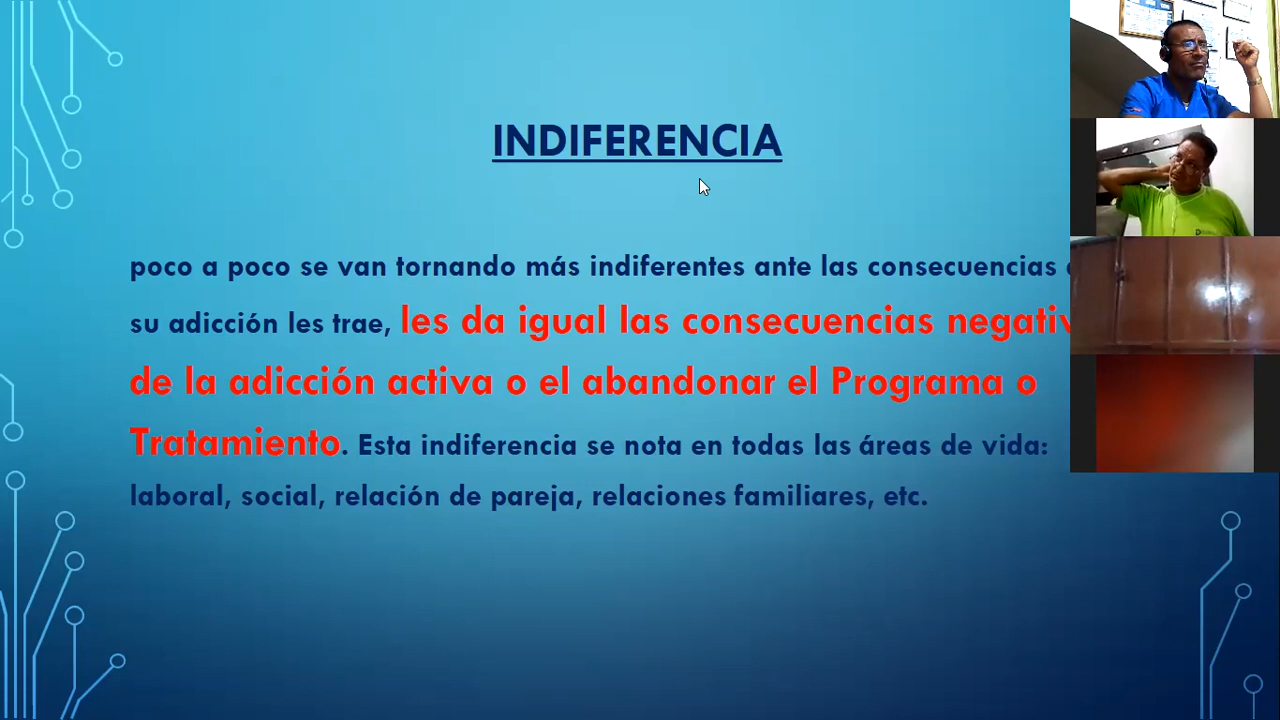 INDIFERENCIA
poco a poco se van tornando más indiferentes ante las consecuencias
su adicción les trae, les da igual las consecuencias
de la adicción activa o el abandonar el Programa o
Tratamiento. Esta indiferencia se nota en todas las áreas de vida:
laboral, social, relación de pareja, relaciones familiares, etc.